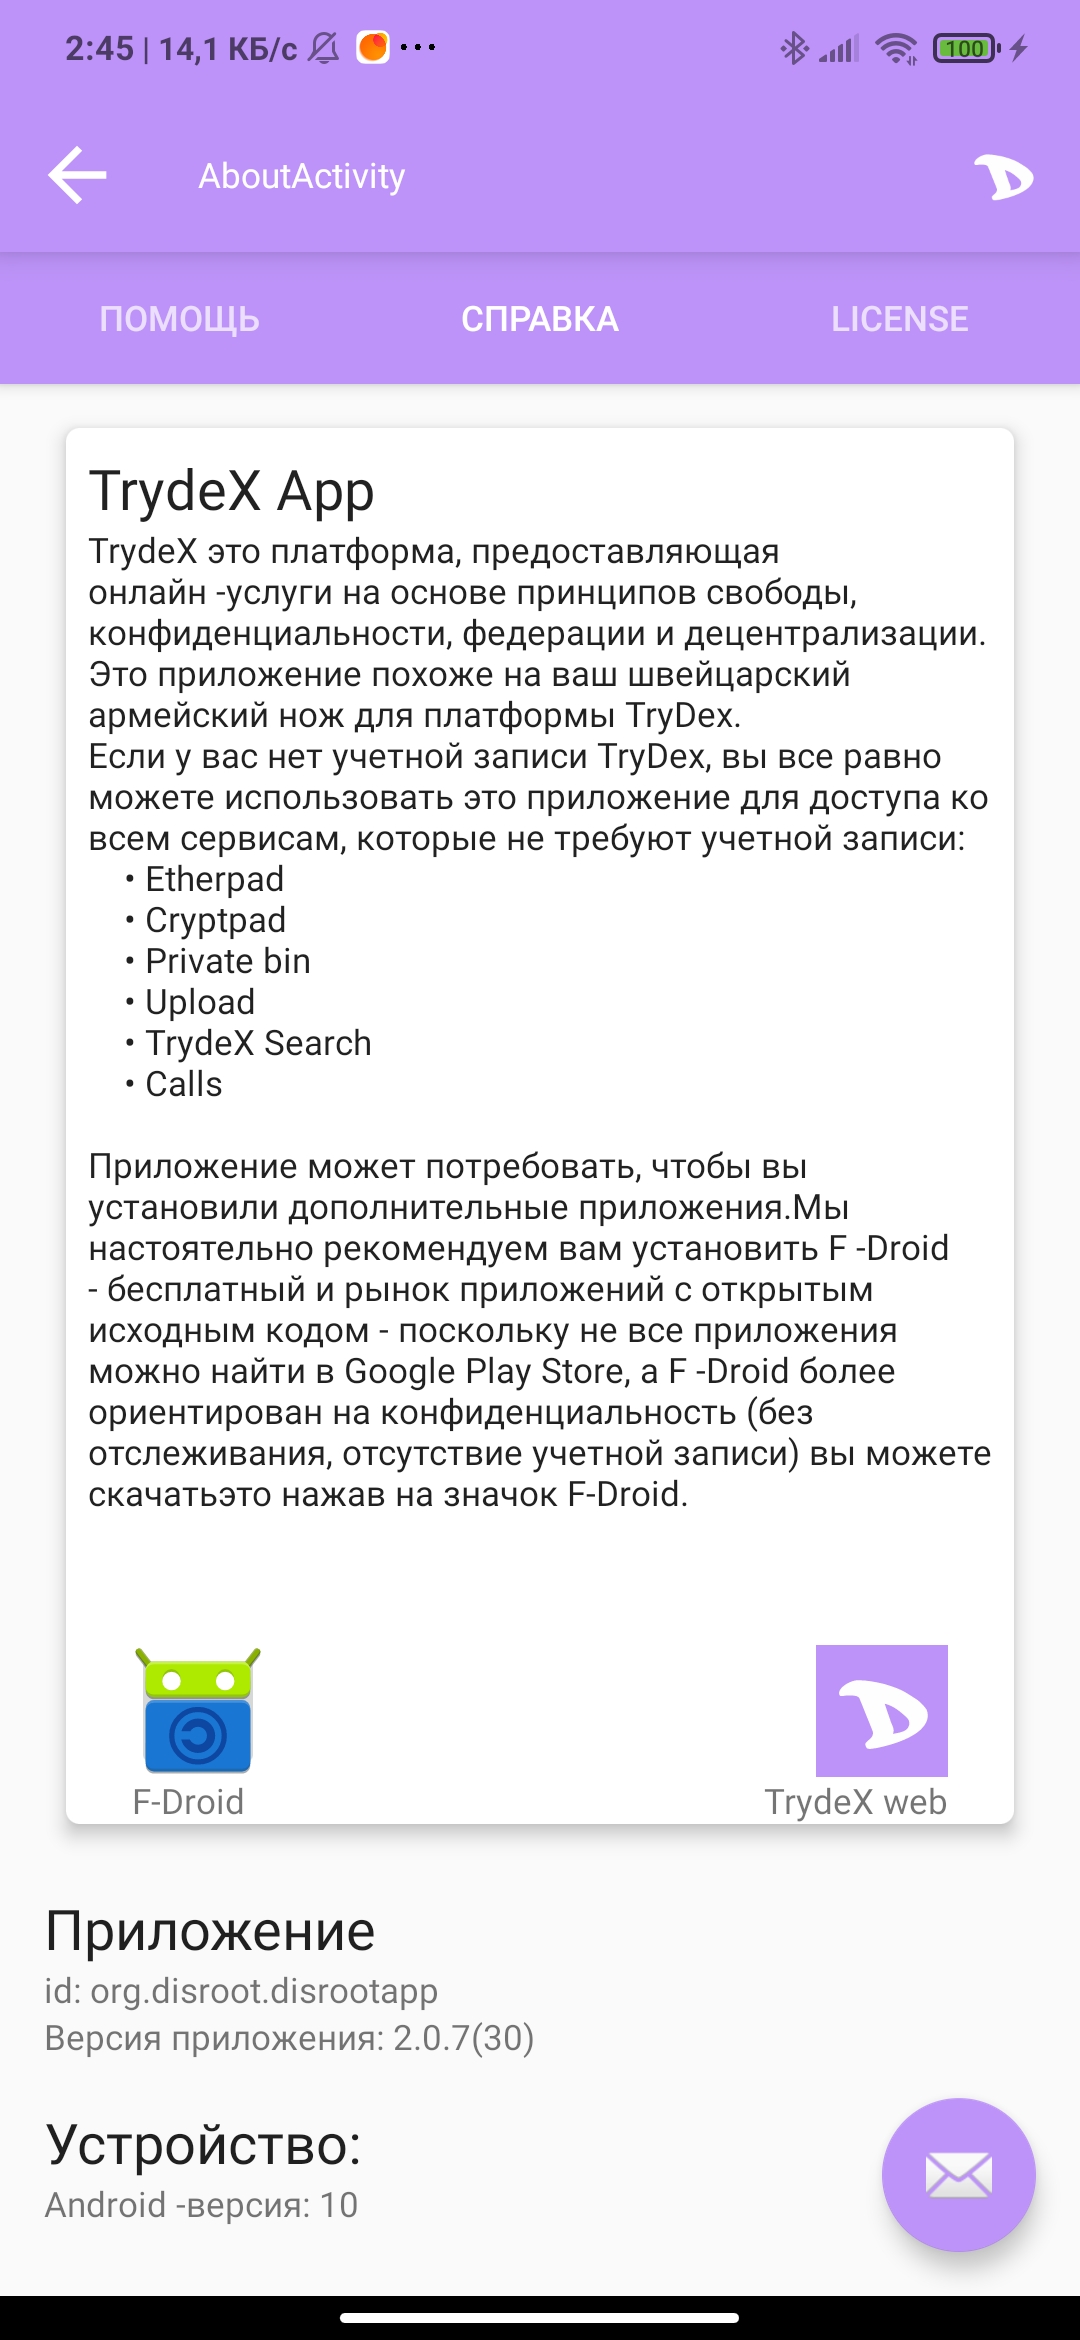 2:45 | 14,1 КБ/с
100
AboutActivity
ПОМОЩЬ
СПРАВКА
LICENSE
TrydeX App
TrydeX это платформа, предоставляющая
онлайн -услуги на основе принципов свободы,
конфиденциальности, федерации и децентрализации.
Это приложение похоже на ваш швейцарский
армейский нож для платформы TryDex.
Если у вас нет учетной записи TryDex, вы все равно
можете использовать это приложение для доступа ко
всем сервисам, которые не требуют учетной записи:
• Etherpad
• Cryptpad
• Private bin
• Upload
• TrydeX Search
• Calls
Приложение может потребовать, чтобы вы
установили дополнительные приложения.Мы
настоятельно рекомендуем вам установить F -Droid
- бесплатный и рынок приложений с открытым
исходным кодом - поскольку не все приложения
можно найти в Google Play Store, а F -Droid более
ориентирован на конфиденциальность (без
отслеживания, отсутствие учетной записи) вы можете
скачатьэто нажав на значок F-Droid.
F-Droid
TrydeX web
Приложение
id: org.disroot.disrootapp
Версия приложения: 2.0.7(30)
Устройство:
Android -версия: 10